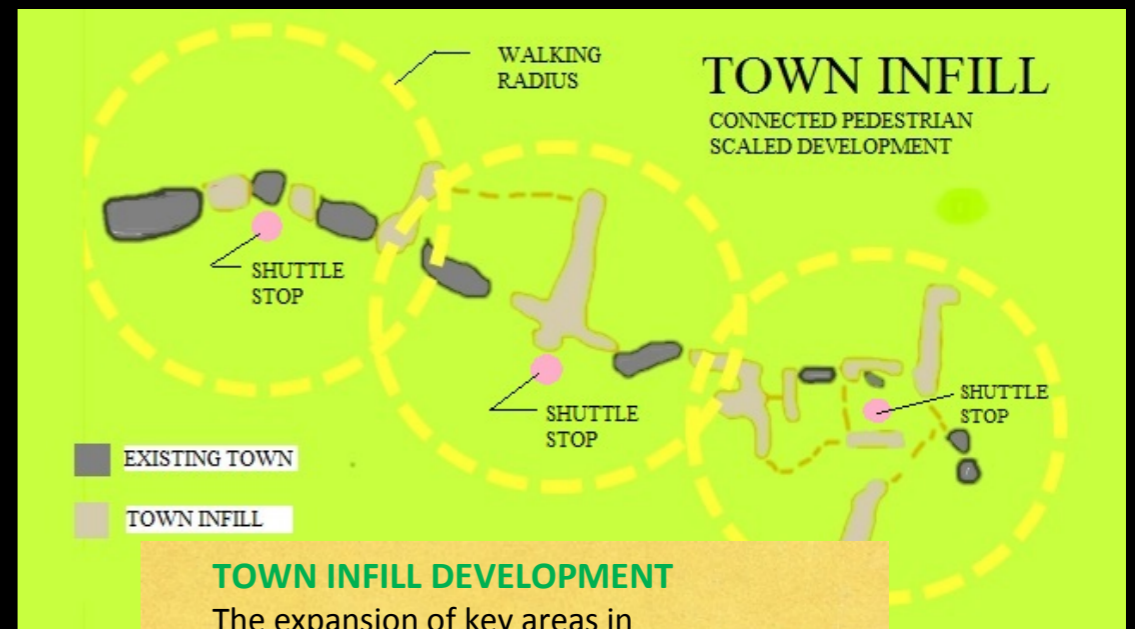 WALKING
RADIUS
TOWN INFILL
CONNECTED PEDESTRIAN
SCALED DEVELOPMENT
SHUTTLE
STOP
SHUTTLE
STOP
SHUTTLE
STOP
EXISTING TOWN
TOWN INFILL
TOWN INFILL DEVELOPMENT
The expansion of key areas in